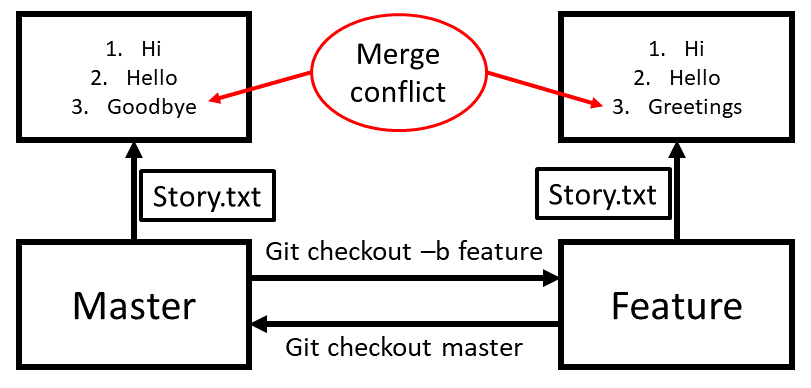 1. Hi
2. Hello
3. Goodbye
Merge
conflict
1. Hi
2. Hello
3. Greetings
Story.txt
Story.txt
Git checkout –b feature
Master
Feature
Git checkout master